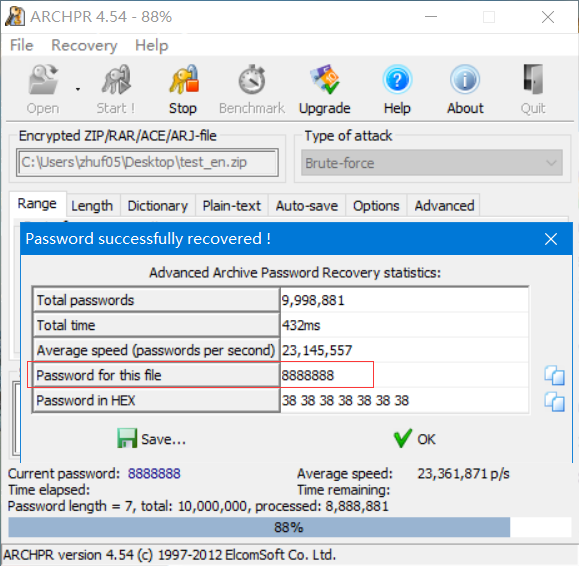 ARCHPR 4.54 - 88%
File Recovery Help
Open Start ! Stop Benchmark Upgrade Help About Quit
Encrypted ZIP/RAR/ACE/ARJ-file Type of attack
C:\Users\zhuf05\Desktop\test_en.zip Brute-force
Range Length Dictionary Plain-text Auto-save Options Advanced
Password successfully recovered !
Advanced Archive Password Recovery statistics:
Total passwords 9,998,881
Total time 432ms
Average speed (passwords per second) 23,145,557
Password for this file 8888888
Password in HEX 38 38 38 38 38 38 38
Save... OK
Current password: 8888888 Average speed: 23,361,871 p/s
Time elapsed: Time remaining:
Password length = 7, total: 10,000,000, processed: 8,888,881
88%
ARCHPR version 4.54 (c) 1997-2012 ElcomSoft Co. Ltd.